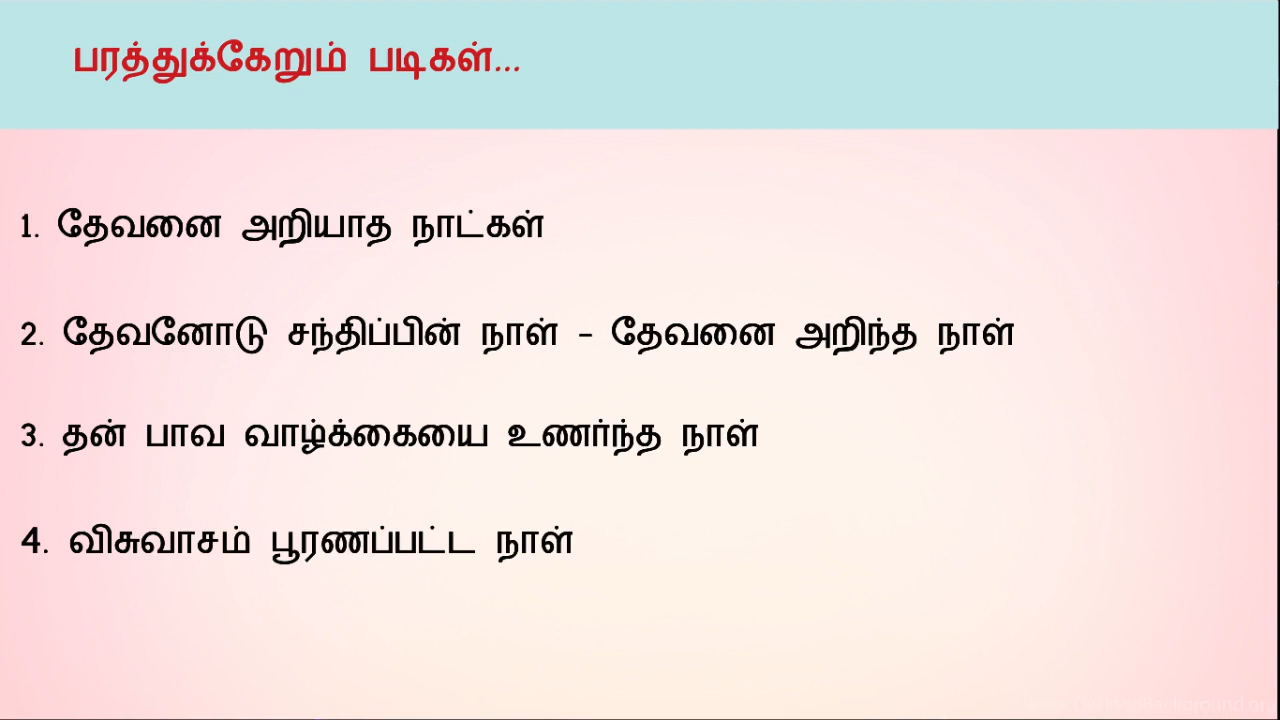 பரத்துக்கேறும் படிகள்...
1. தேவனை அறியாத நாட்கள்
2. தேவனோடு சந்திப்பின் நாள் - தேவனை அறிந்த நாள்
3. தன் பாவ வாழ்க்கையை உணர்ந்த நாள்
4. விசுவாசம் பூரணப்பட்ட நாள்